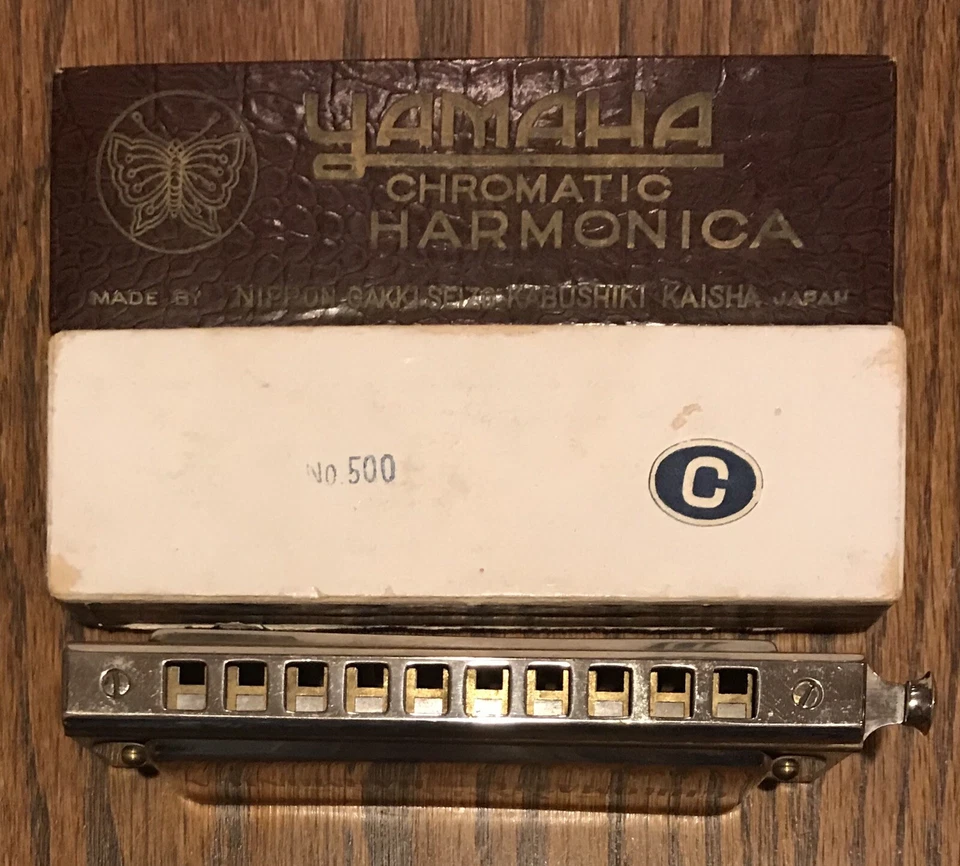 YAMAHA
CHROMATIC
HARMONICA
MADE BY NIPPON GAKKI SEIZO KABUSHIKI KAISHA JAPAN
No. 500
C